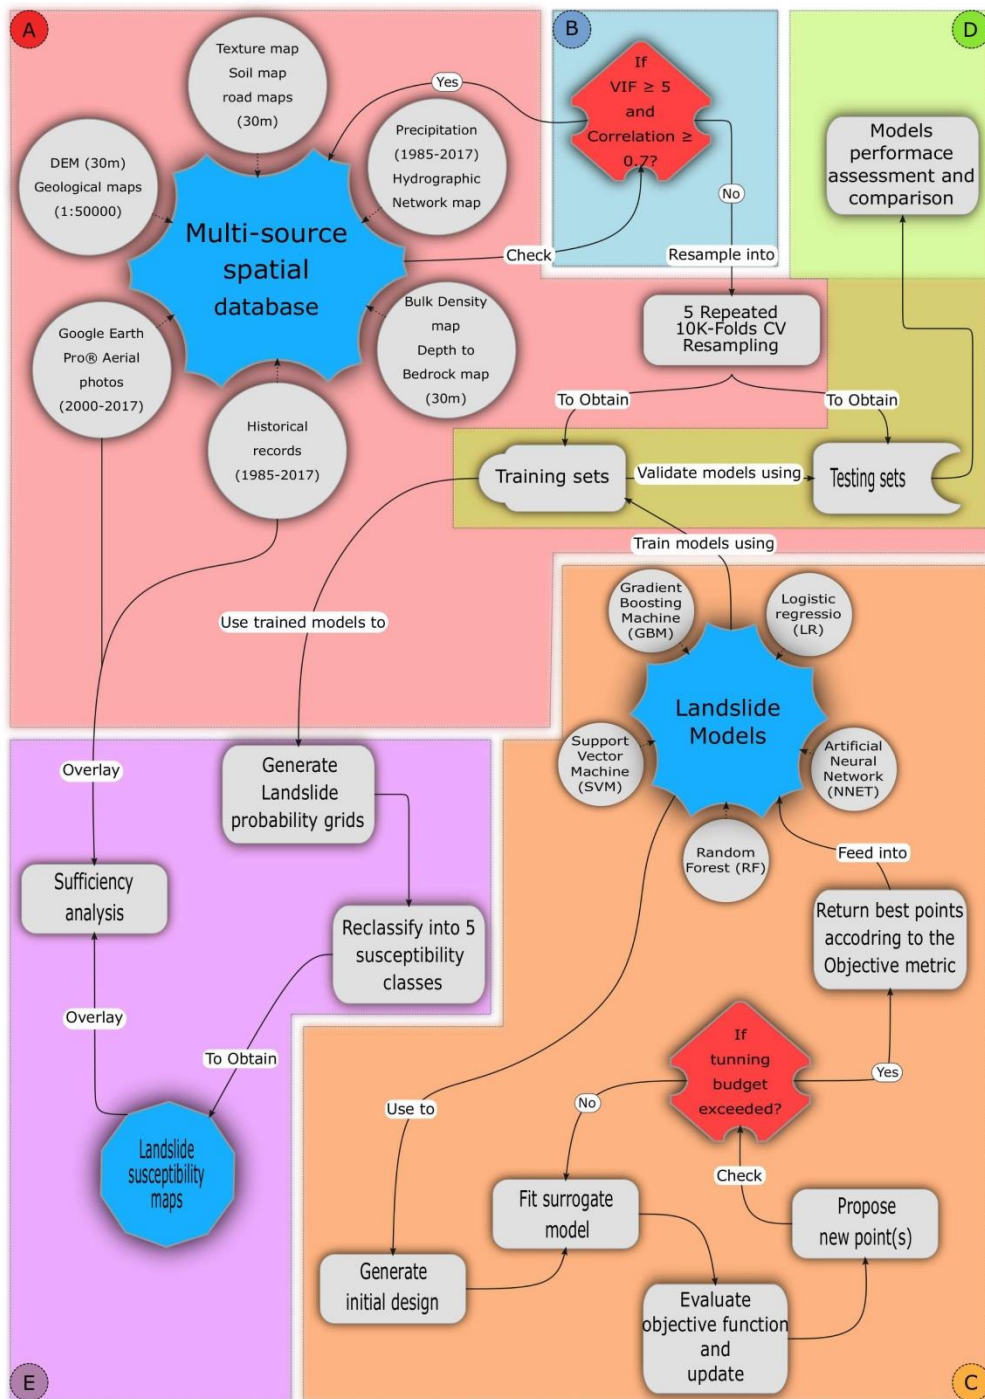 A
B
D
Texture map
Soil map
road maps
(30m)
Yes
If
VIF ≥ 5
and
Correlation ≥
0.7?
Precipitation
(1985-2017)
Hydrographic
Network map
DEM (30m)
Geological maps
(1:50000)
Models
performace
assessment and
comparison
No
Multi-source
spatial
database
Check
Resample into
Bulk Density
map
Depth to
Bedrock map
(30m)
5 Repeated
10K-Folds CV
Resampling
Google Earth
Pro® Aerial
photos
(2000-2017)
To Obtain
To Obtain
Historical
records
(1985-2017)
Training sets
Validate models using
Testing sets
Train models using
Gradient
Boosting
Machine
(GBM)
Logistic
regressio
(LR)
Use trained models to
Landslide
Models
Support
Vector
Machine
(SVM)
Artificial
Neural
Network
(NNET)
Overlay
Generate
Landslide
probability grids
Random
Forest (RF)
Feed into
Sufficiency
analysis
Reclassify into 5
susceptibility
classes
Return best points
accodring to the
Objective metric
Overlay
To Obtain
If
tunning
budget
exceeded?
Yes
No
Use to
Landslide
susceptibility
maps
Check
Fit surrogate
model
Propose
new point(s)
Generate
initial design
Evaluate
objective function
and
update
E
C